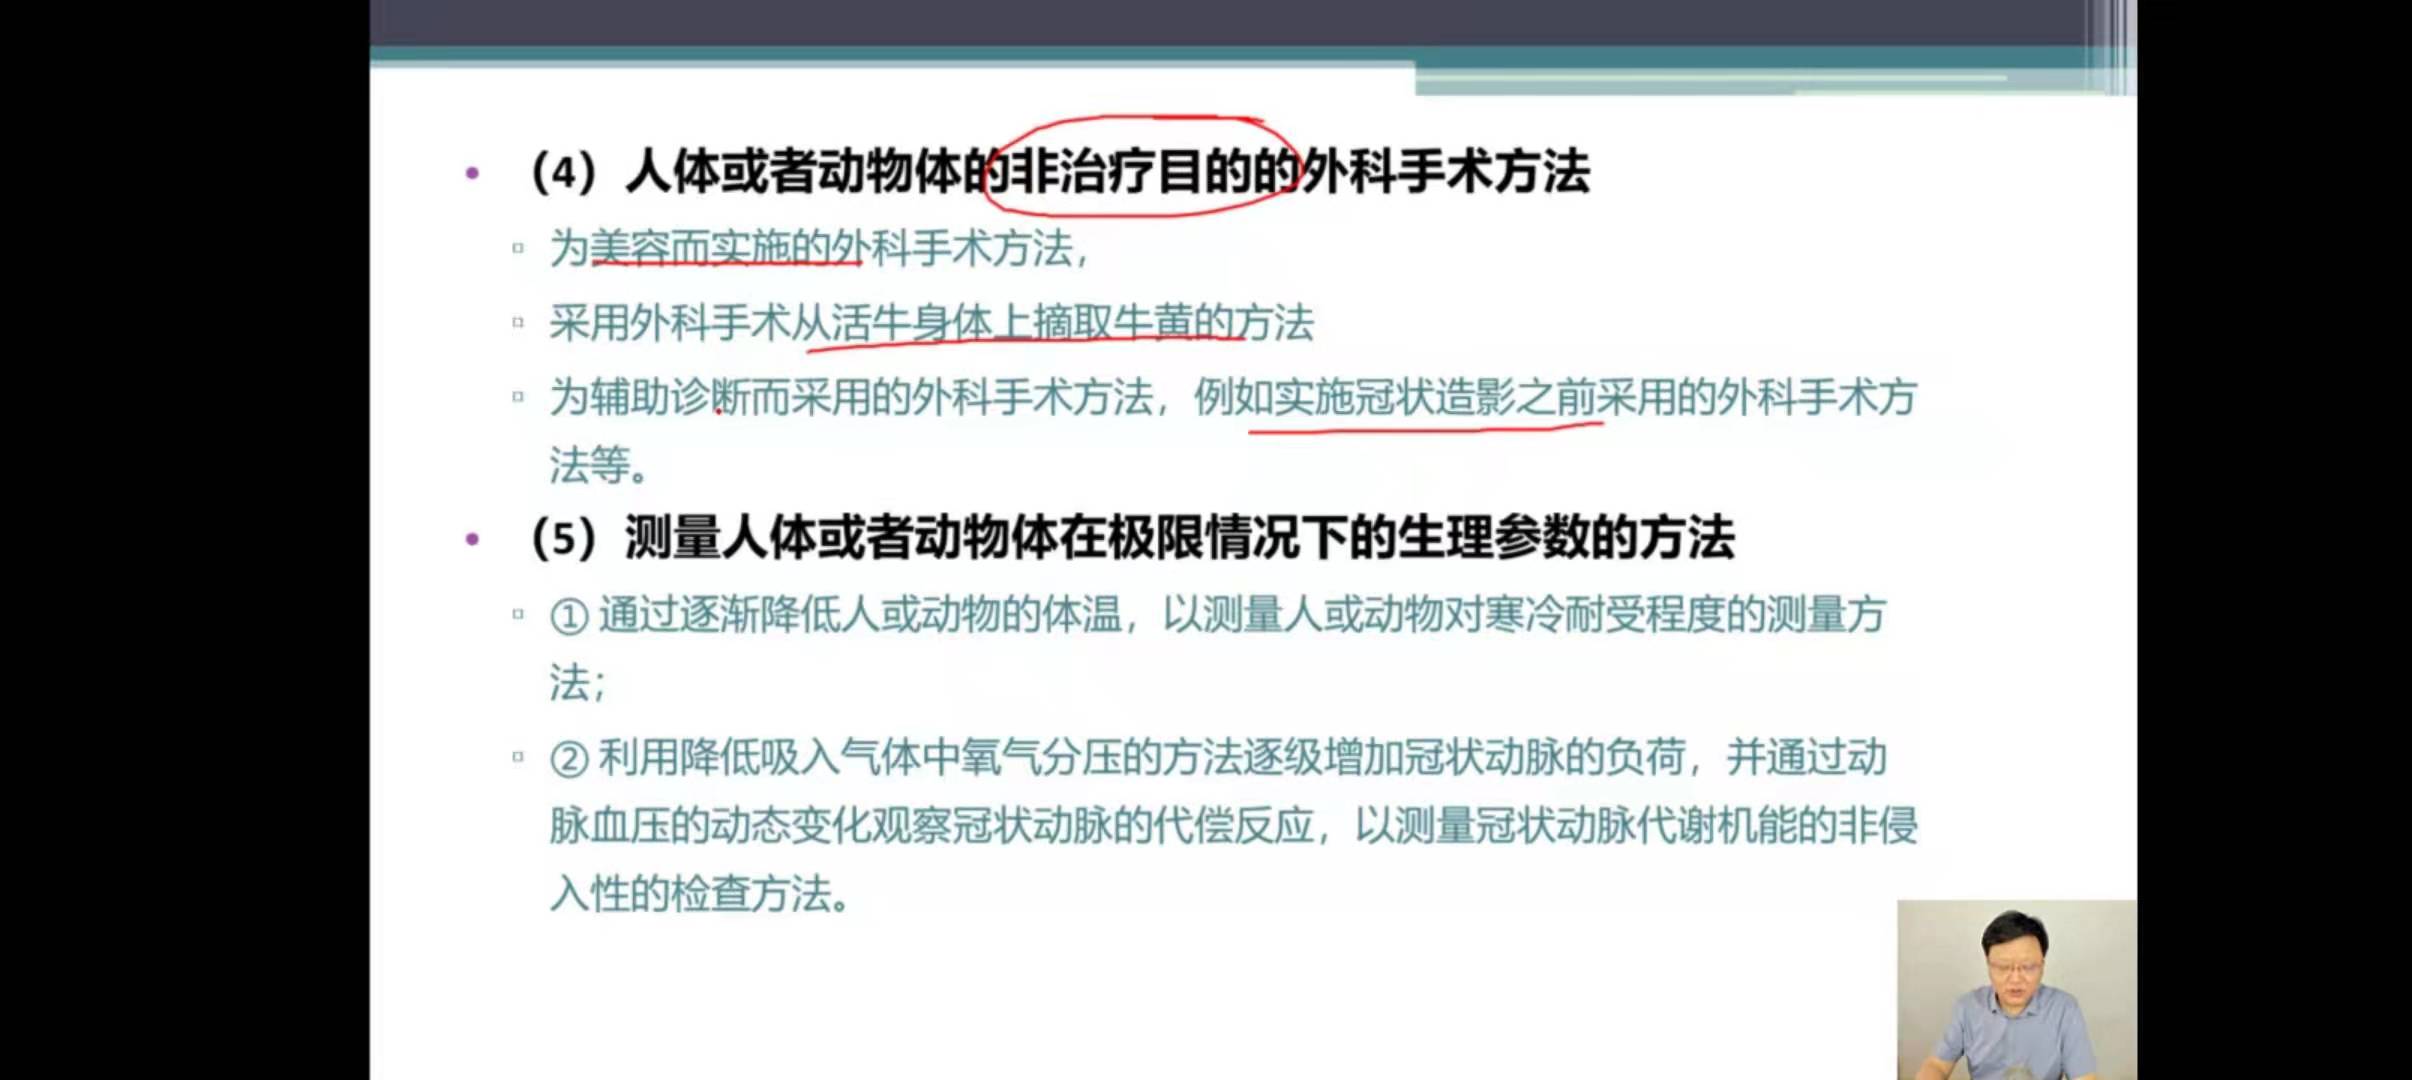 • （4）人体或者动物体的非治疗目的的外科手术方法
▫ 为美容而实施的外科手术方法，
▫ 采用外科手术从活牛身体上摘取牛黄的方法
▫ 为辅助诊断而采用的外科手术方法，例如实施冠状造影之前采用的外科手术方
法等。
• （5）测量人体或者动物体在极限情况下的生理参数的方法
▫ ① 通过逐渐降低人或动物的体温，以测量人或动物对寒冷耐受程度的测量方
法；
▫ ② 利用降低吸入气体中氧气分压的方法逐级增加冠状动脉的负荷，并通过动
脉血压的动态变化观察冠状动脉的代偿反应，以测量冠状动脉代谢机能的非侵
入性的检查方法。